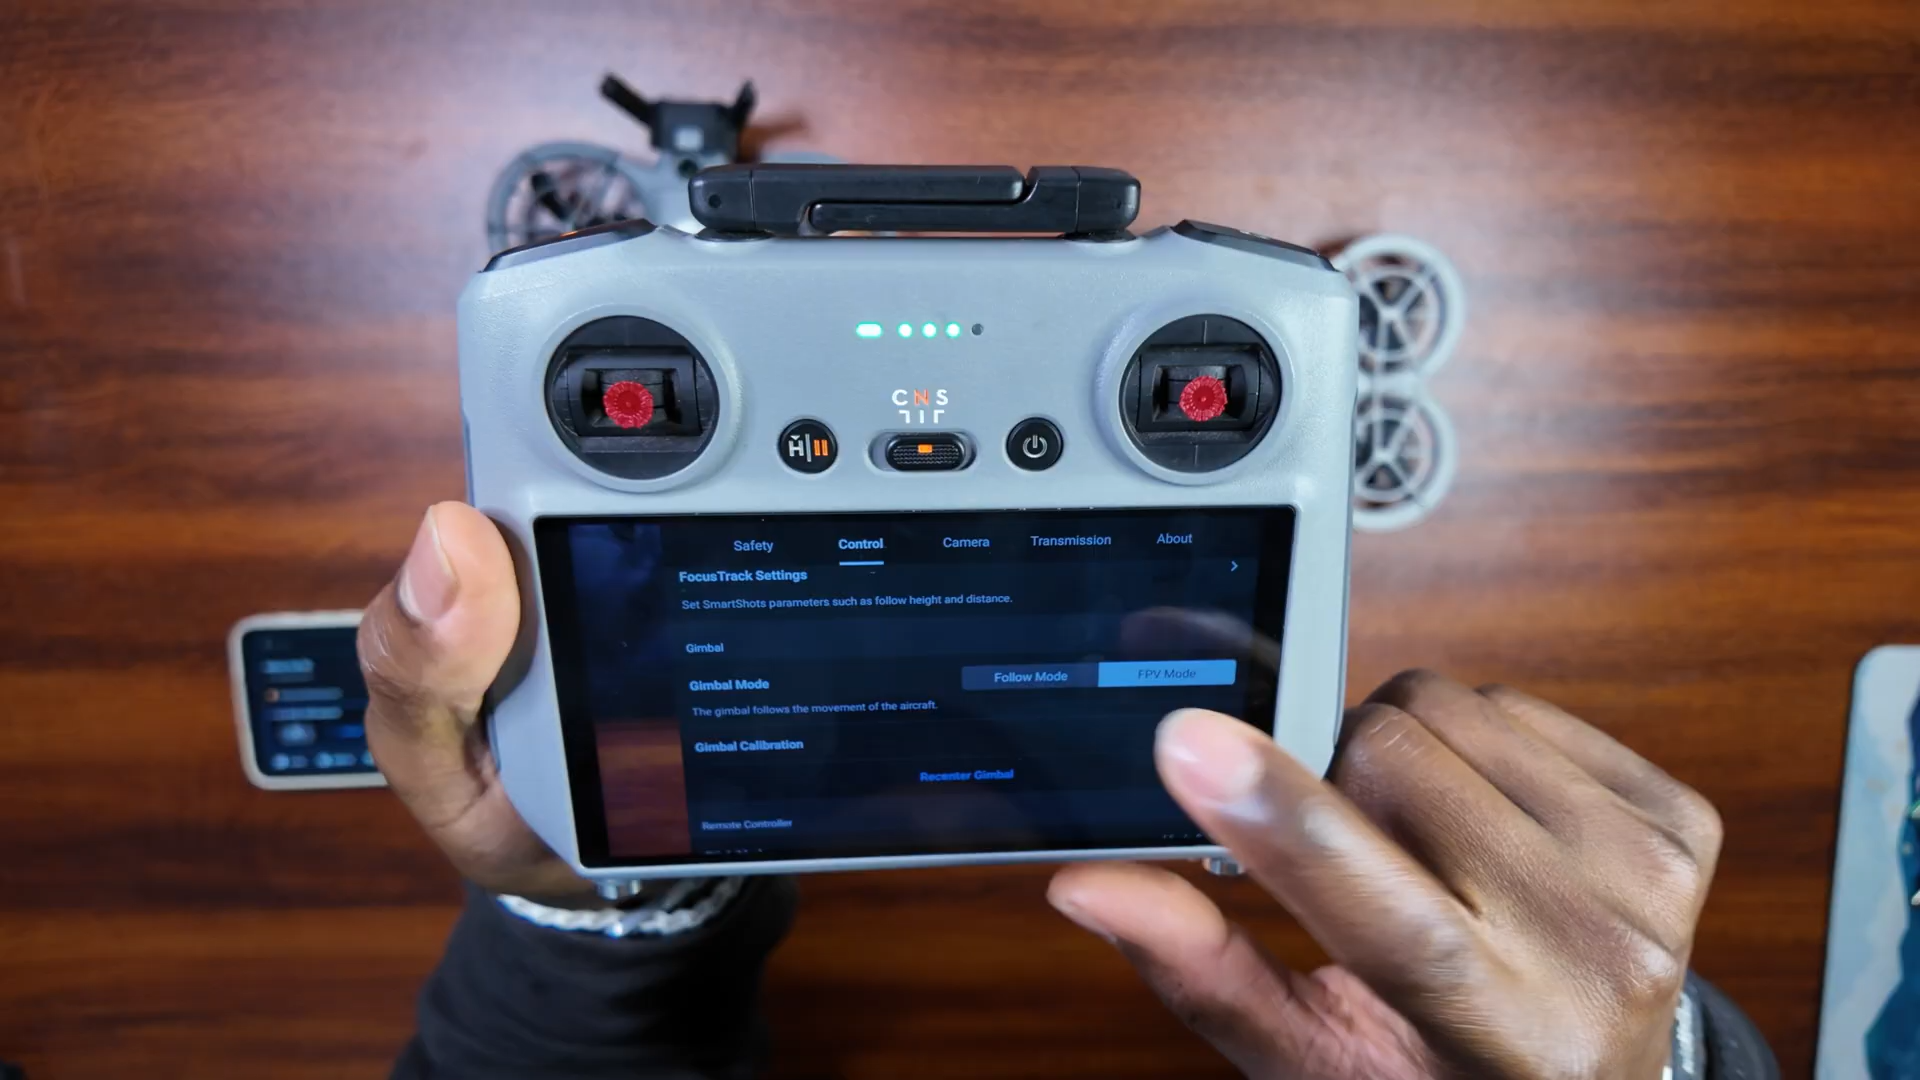 C N S
H
Safety Control Camera Transmission About
FocusTrack Settings
Set SmartShots parameters such as follow height and distance.
Gimbal
Gimbal Mode Follow Mode FPV Mode
The gimbal follows the movement of the aircraft.
Gimbal Calibration
Recenter Gimbal
Remote Controller